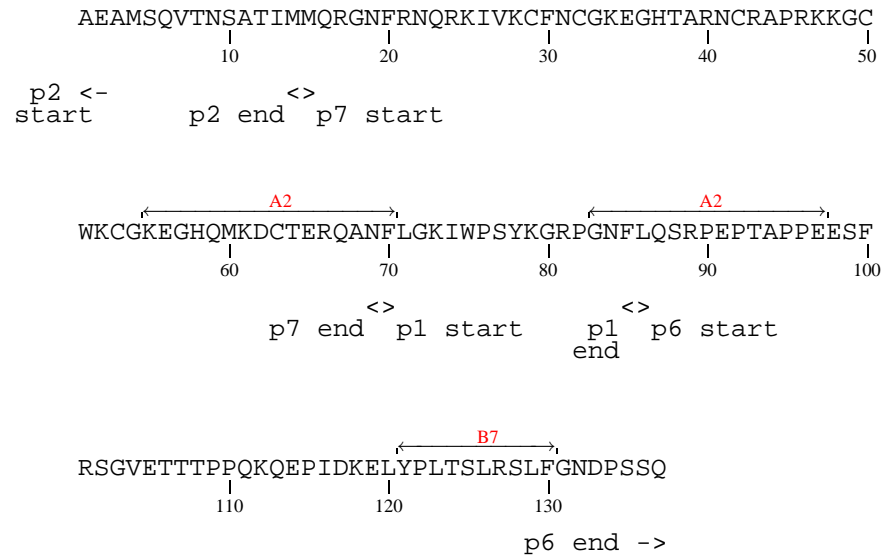 AEAMSQVTNSATIMMQRGNFRNQRKIVKCFNCGKEGHTARNCRAPRKKGC
10 20 30 40 50
p2 <- <>
start p2 end p7 start
A2 A2
WKCGKEGHQMKDCTERQANFLGKIWPSYKGRPGNFLQSRPEPTAPPEESF
60 70 80 90 100
<> <>
p7 end p1 start p1 p6 start
end
B7
RSGVETTTPPQKQEPIDKELYPLTSLRSLFGNDPSSQ
110 120 130
p6 end ->